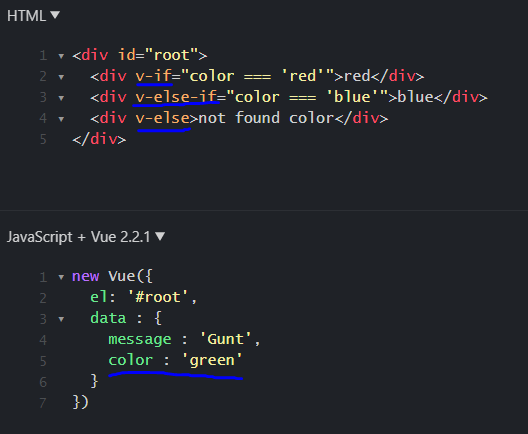 HTML ▼
1 ▾ <div id="root">
2 ▾ <div v-if="color === 'red'">red</div>
3 ▾ <div v-else-if="color === 'blue'">blue</div>
4 ▾ <div v-else>not found color</div>
5 </div>
JavaScript + Vue 2.2.1 ▼
1 ▾ new Vue({
2 el: '#root',
3 ▾ data : {
4 message : 'Gunt',
5 color : 'green'
6 }
7 })